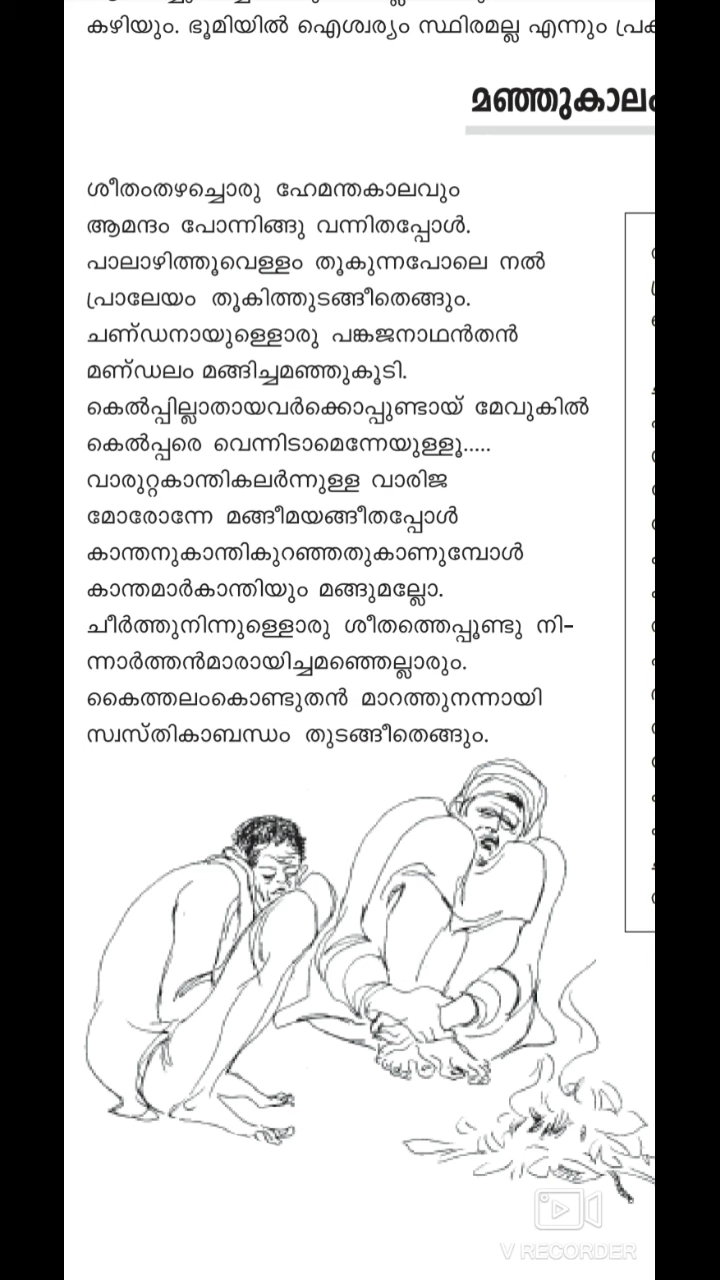 കഴിയും. ഭൂമിയിൽ ഐശ്വര്യം സ്ഥിരമല്ല എന്നും
മഞ്ഞുകാലം
ശീതംതഴച്ചൊരു ഹേമന്തകാലവും
ആമന്ദം പോന്നിങ്ങു വന്നിതപ്പോൾ.
പാലാഴിത്തൂവെള്ളം തൂകുന്നപോലെ നൽ
പ്രാലേയം തൂകിത്തുടങ്ങീതെങ്ങും.
ചണ്ഡനായുള്ളൊരു പങ്കജനാഥൻതൻ
മണ്ഡലം മങ്ങിച്ചമഞ്ഞുകൂടി.
കെൽപ്പില്ലാതായവർക്കൊപ്പുണ്ടായ് മേവുകിൽ
കെൽപ്പരെ വെന്നിടാമെന്നേയുള്ളൂ.....
വാരുറ്റകാന്തികലർന്നുള്ള വാരിജ
മോരോന്നേ മങ്ങീമയങ്ങീതപ്പോൾ
കാന്തനുകാന്തികുറഞ്ഞതുകാണുമ്പോൾ
കാന്തമാർകാന്തിയും മങ്ങുമല്ലോ.
ചീർത്തുനിന്നുള്ളൊരു ശീതത്തെപ്പൂണ്ടു നി-
ന്നാർത്തൻമാരായിച്ചമഞ്ഞെല്ലാരും.
കൈത്തലംകൊണ്ടുതൻ മാറത്തുനന്നായി
സ്വസ്തികാബന്ധം തുടങ്ങീതെങ്ങും.
V RECORDER